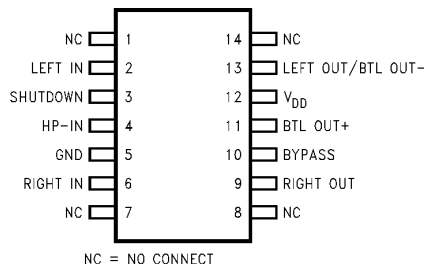 NC 1 14 NC
LEFT IN 2 13 LEFT OUT/BTL OUT-
SHUTDOWN 3 12 VDD
HP-IN 4 11 BTL OUT+
GND 5 10 BYPASS
RIGHT IN 6 9 RIGHT OUT
NC 7 8 NC
NC = NO CONNECT